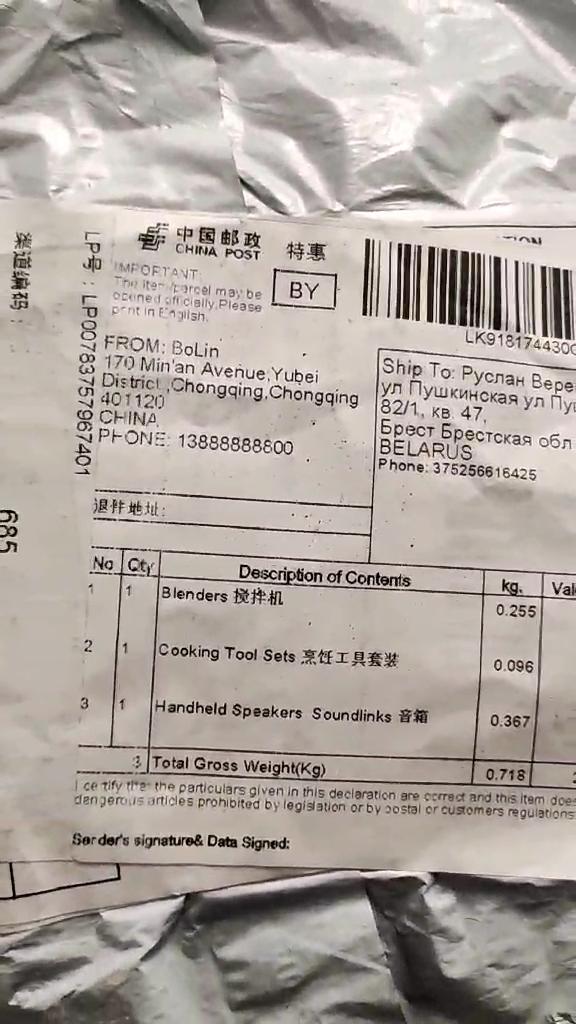 渠道编码：
LP号：LP00783757967401
685
中国邮政
CHINA POST
特惠
IMPORTANT:
The item/parcel may be
opened officially.Please
print in English.
BY
LK918174430
FROM: BoLin
170 Min'an Avenue,Yubei
District ,Chongqing,Chongqing
401120
CHINA
PHONE: 13888888800
Ship To: Руслан
ул Пушкинская ул
82/1, кв. 47,
Брест Брестская обл
BELARUS
Phone: 375256616425
退件地址:
No Qty Description of Contents kg.
1 1 Blenders 搅拌机 0.255
2 1 Cooking Tool Sets 烹饪工具套装 0.096
3 1 Handheld Speakers Soundlinks 音箱 0.367
3 Total Gross Weight(Kg) 0.718
I certify that the particulars given in this declaration are correct and this item does
dangerous articles prohibited by legislation or by postal or customers regulations
Sender's signature& Data Signed: